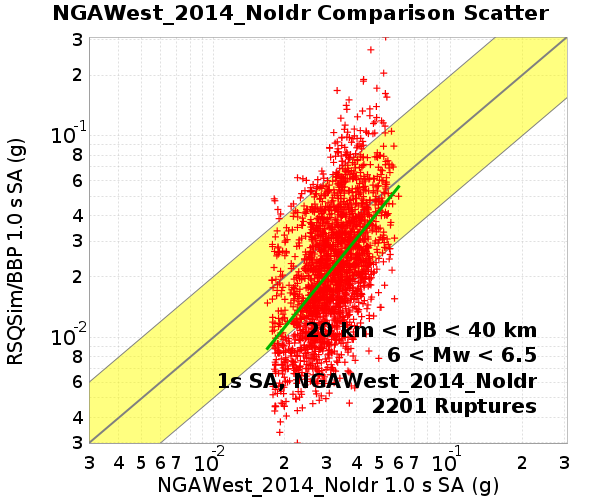 NGAWest_2014_NoIdr Comparison Scatter
3
2
10⁻¹
8
6
4
3
2
10⁻²
8
6
4
3
RSQSim/BBP 1.0 s SA (g)
20 km < rJB < 40 km
6 < Mw < 6.5
1s SA, NGAWest_2014_NoIdr
2201 Ruptures
3 4 5 6 7 10⁻² 2 3 4 5 6 7 10⁻¹ 2 3
NGAWest_2014_NoIdr 1.0 s SA (g)